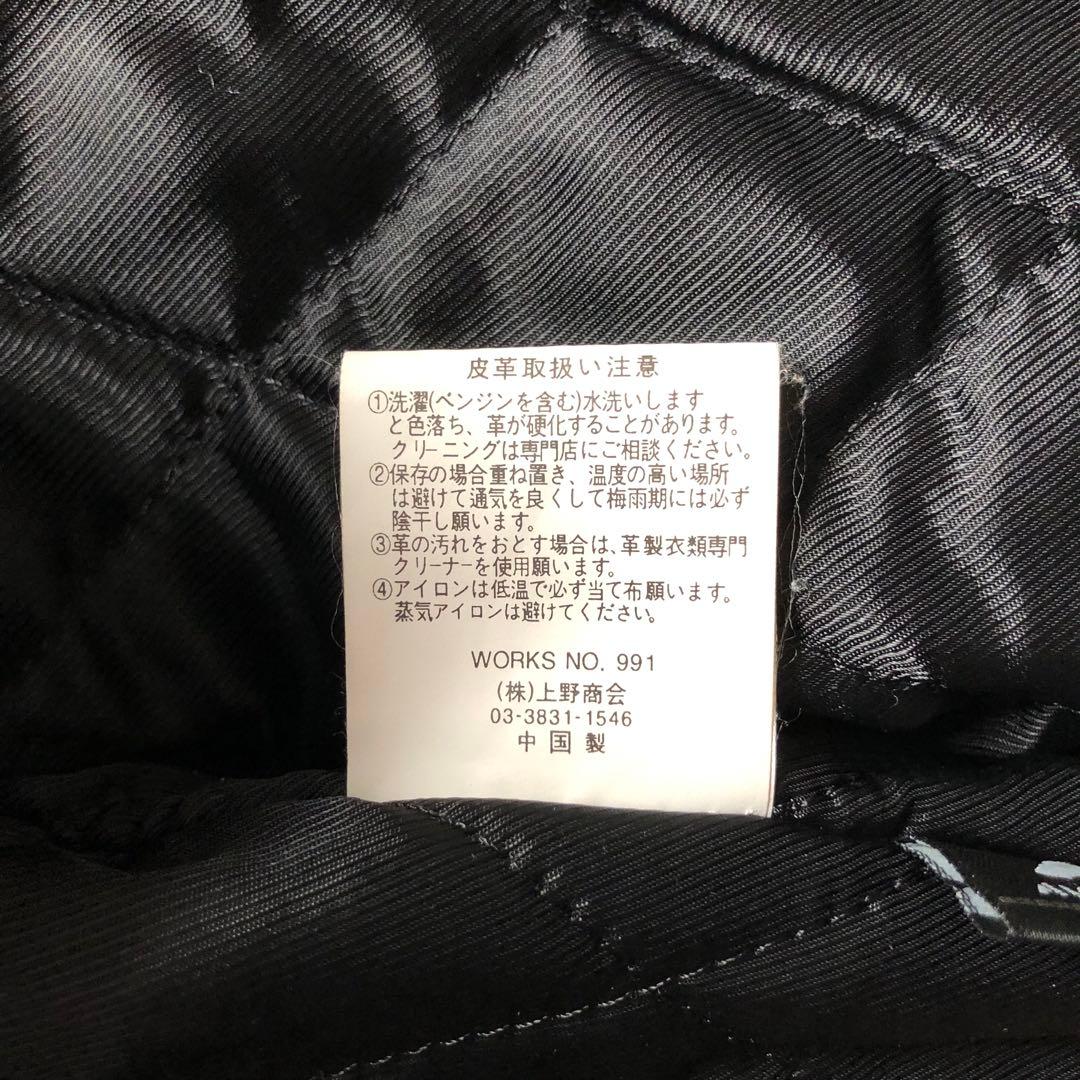 皮革取扱い注意
①洗濯(ベンジンを含む)水洗いします
と色落ち、革が硬化することがあります。
クリーニングは専門店にご相談ください。
②保存の場合重ね置き、温度の高い場所
は避けて通気を良くして梅雨期には必ず
陰干し願います。
③革の汚れをおとす場合は、革製衣類専門
クリーナーを使用願います。
④アイロンは低温で必ず当て布願います。
蒸気アイロンは避けてください。
WORKS NO. 991
(株)上野商会
03-3831-1546
中国製